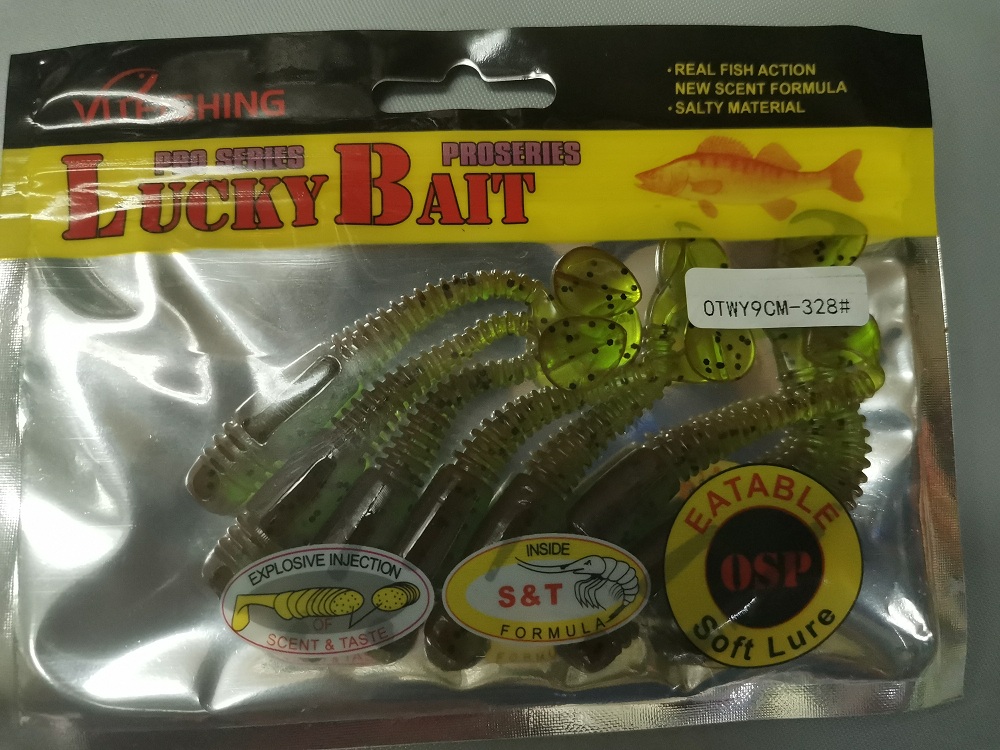 · REAL FISH ACTION
NEW SCENT FORMULA
· SALTY MATERIAL
PRO SERIES
PROSERIES
LUCKY BAIT
OTWY9CM-328#
EXPLOSIVE INJECTION
OF
SCENT & TASTE
INSIDE
S&T
FORMULA
EATABLE
OSP
Soft Lure